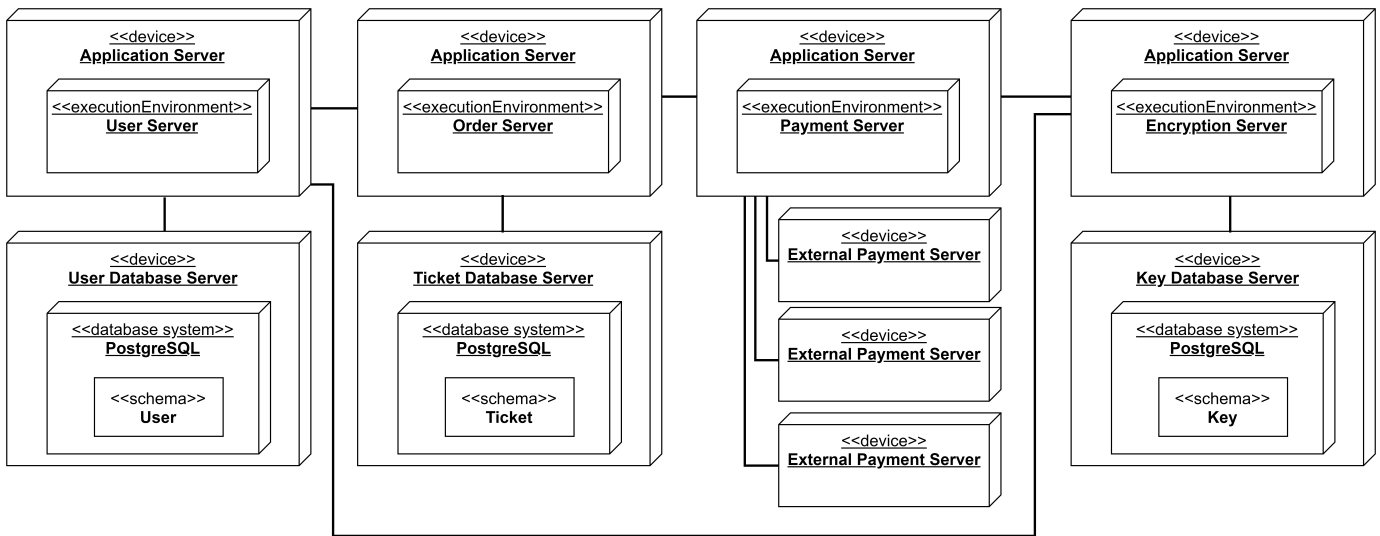 <<device>>
Application Server
<<executionEnvironment>>
User Server
<<device>>
Application Server
<<executionEnvironment>>
Order Server
<<device>>
Application Server
<<executionEnvironment>>
Payment Server
<<device>>
Application Server
<<executionEnvironment>>
Encryption Server
<<device>>
User Database Server
<<database system>>
PostgreSQL
<<schema>>
User
<<device>>
Ticket Database Server
<<database system>>
PostgreSQL
<<schema>>
Ticket
<<device>>
External Payment Server
<<device>>
External Payment Server
<<device>>
External Payment Server
<<device>>
Key Database Server
<<database system>>
PostgreSQL
<<schema>>
Key